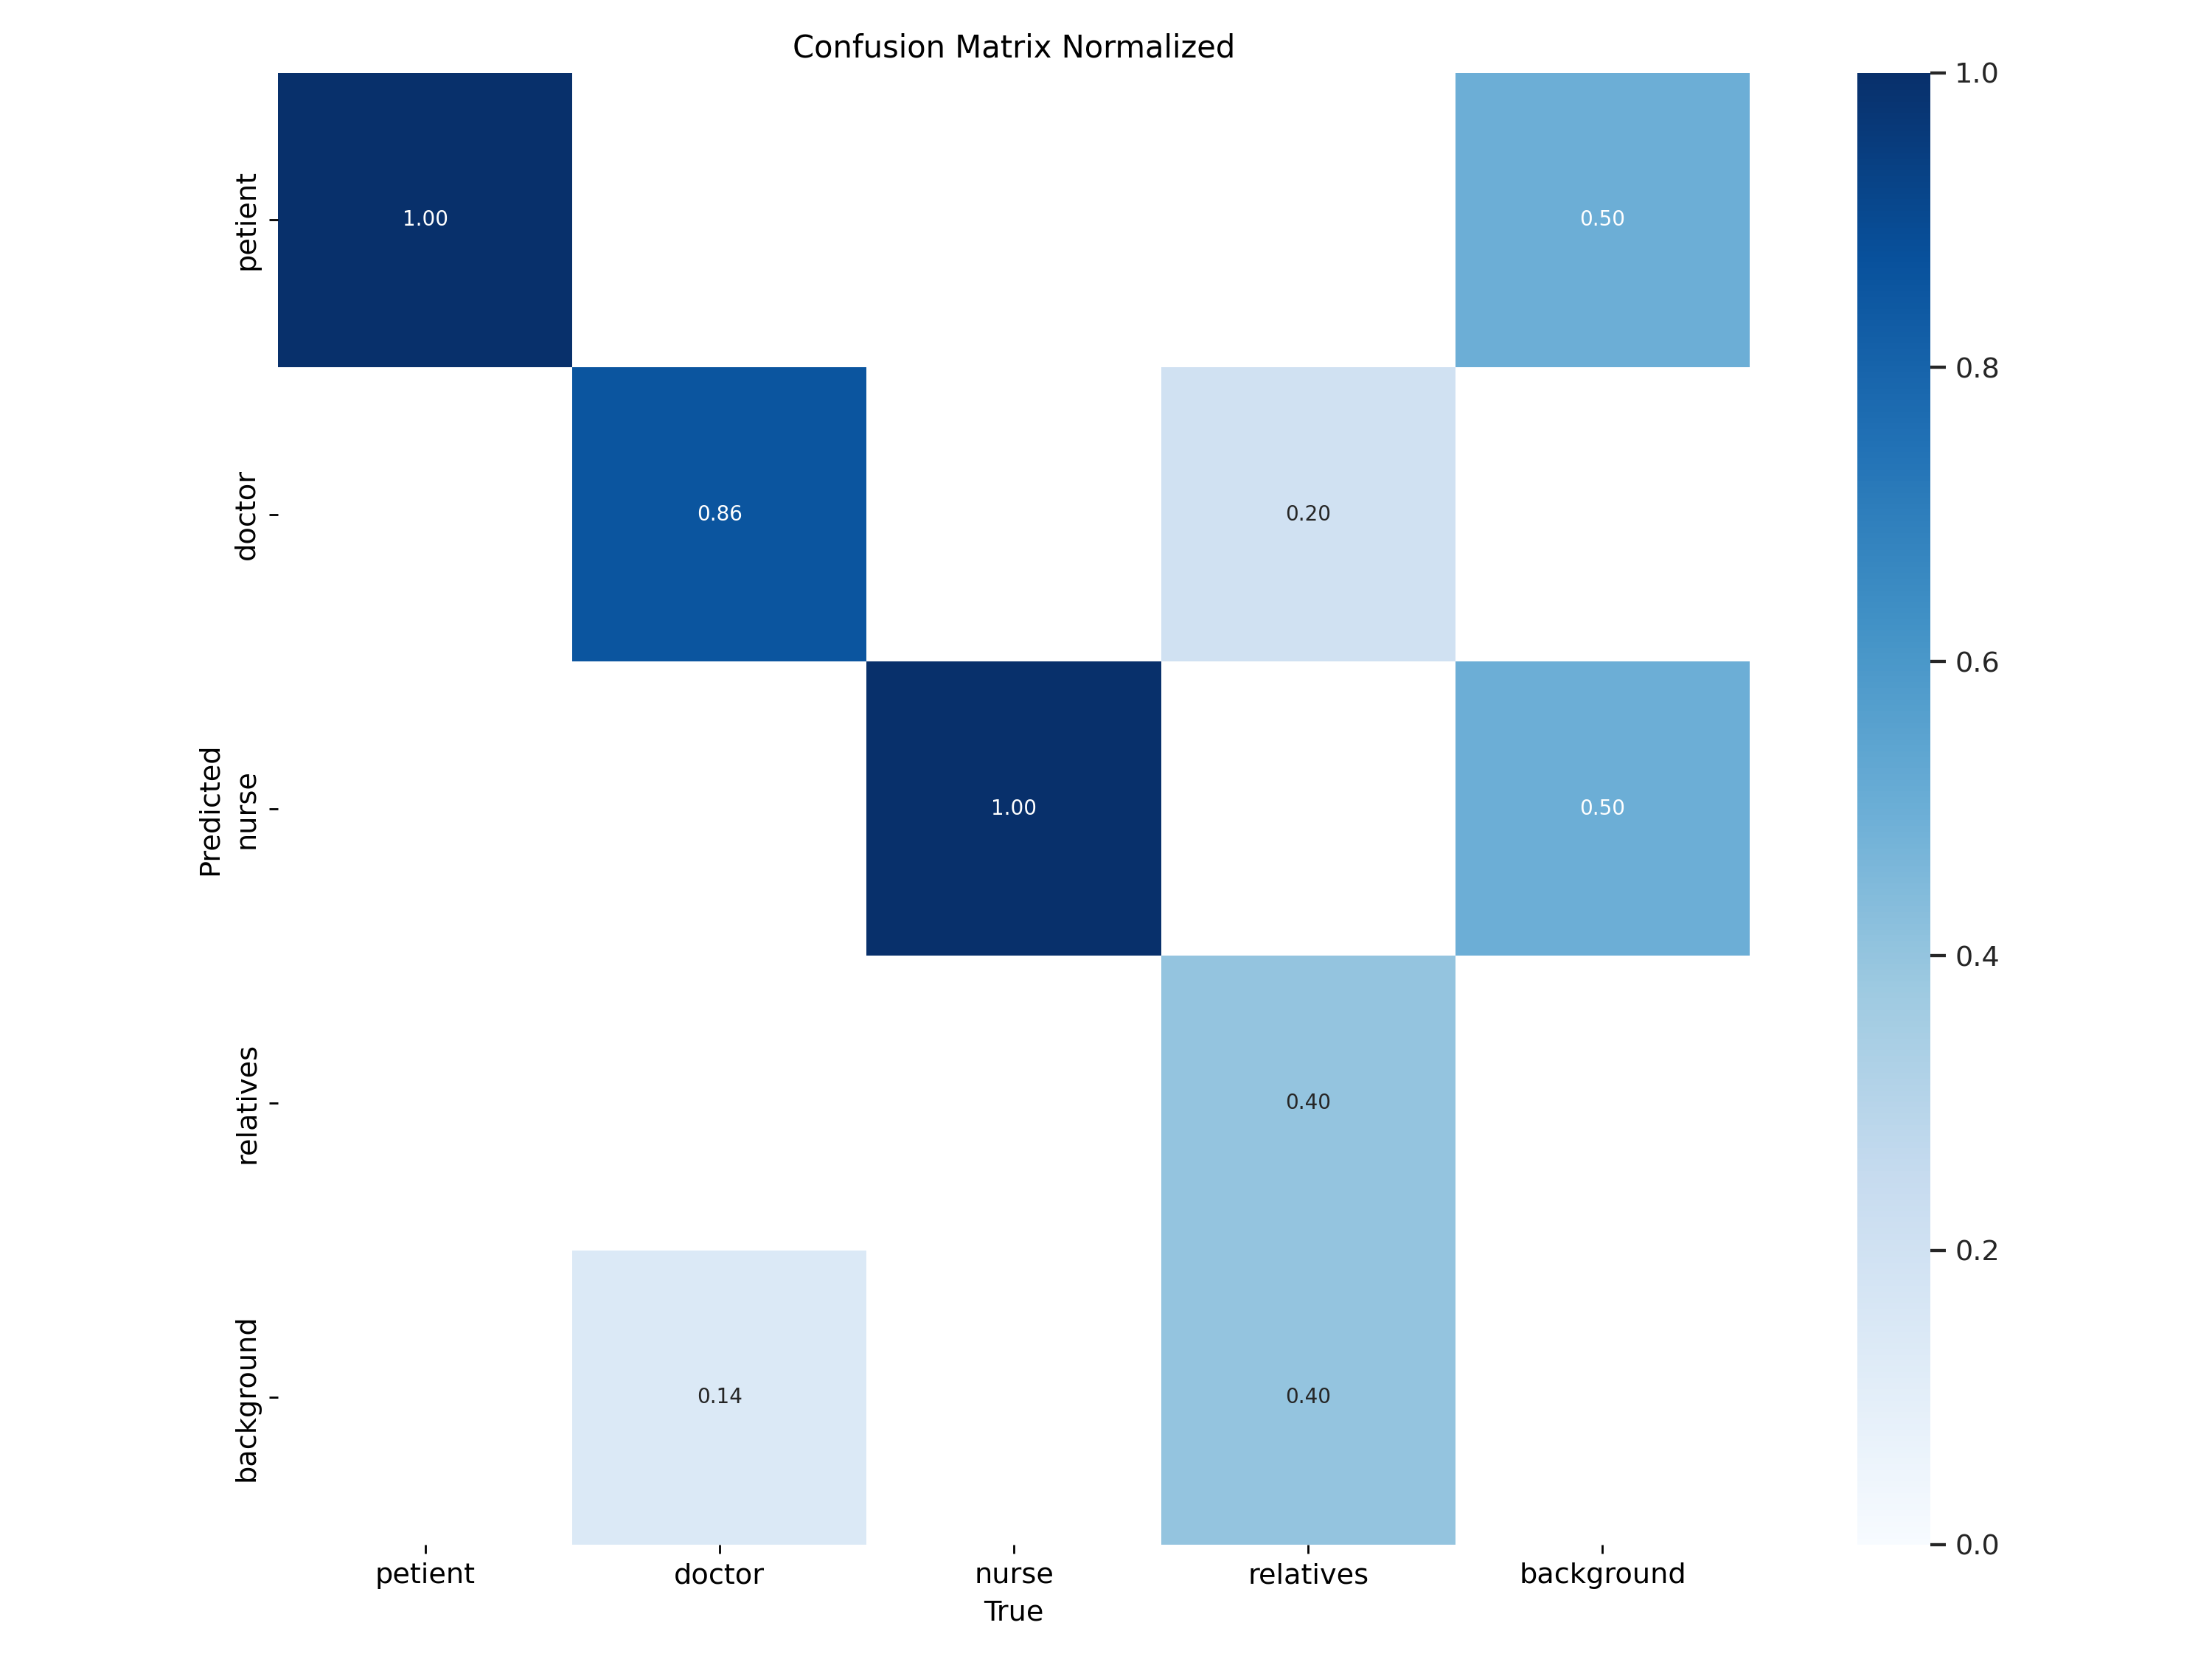 Confusion Matrix Normalized
1.0
petient
1.00
0.50
0.8
doctor
0.86
0.20
0.6
Predicted
nurse
1.00
0.50
0.4
relatives
0.40
0.2
background
0.14
0.40
0.0
petient
doctor
nurse
relatives
background
True